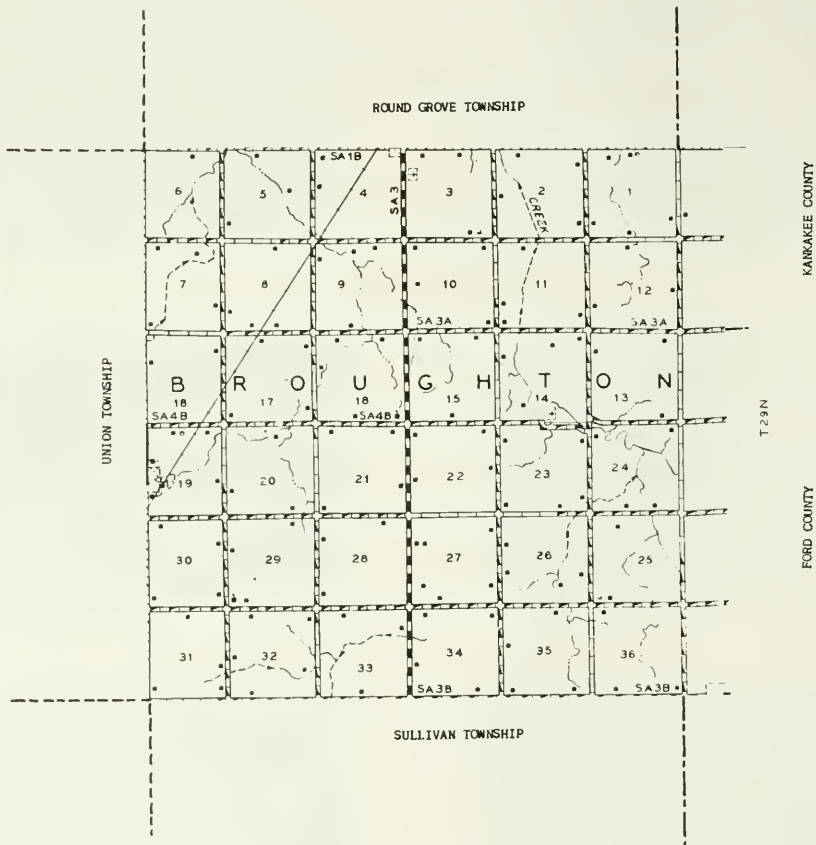 ROUND GROVE TOWNSHIP
KANKAKEE COUNTY
6 5 SA1B 4 SA3 3 2 CREEK 1
7 8 9 10 SA3A 11 12 SA3A
UNION TOWNSHIP
B R O U G H T O N
18 17 18 15 14 13
SA4B SA4B
T29N
19 20 21 22 23 24
30 29 28 27 26 25
FORD COUNTY
31 32 33 34 35 36
SA3B SA3B
SULLIVAN TOWNSHIP